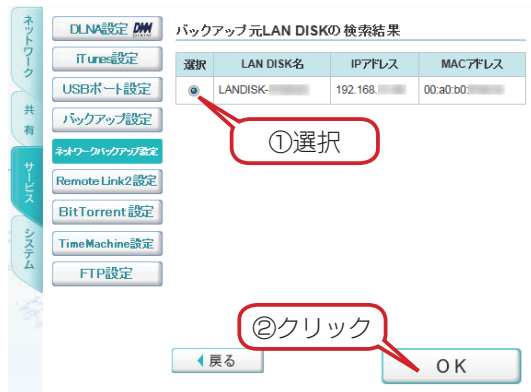 ネットワーク
共有
サービス
システム
DLNA設定
iTunes設定
USBポート設定
バックアップ設定
ネットワークバックアップ設定
Remote Link2設定
BitTorrent設定
TimeMachine設定
FTP設定
バックアップ元LAN DISKの検索結果
選択 LAN DISK名 IPアドレス MACアドレス
LANDISK- 192.168. 00:a0:b0:
①選択
②クリック
戻る
OK